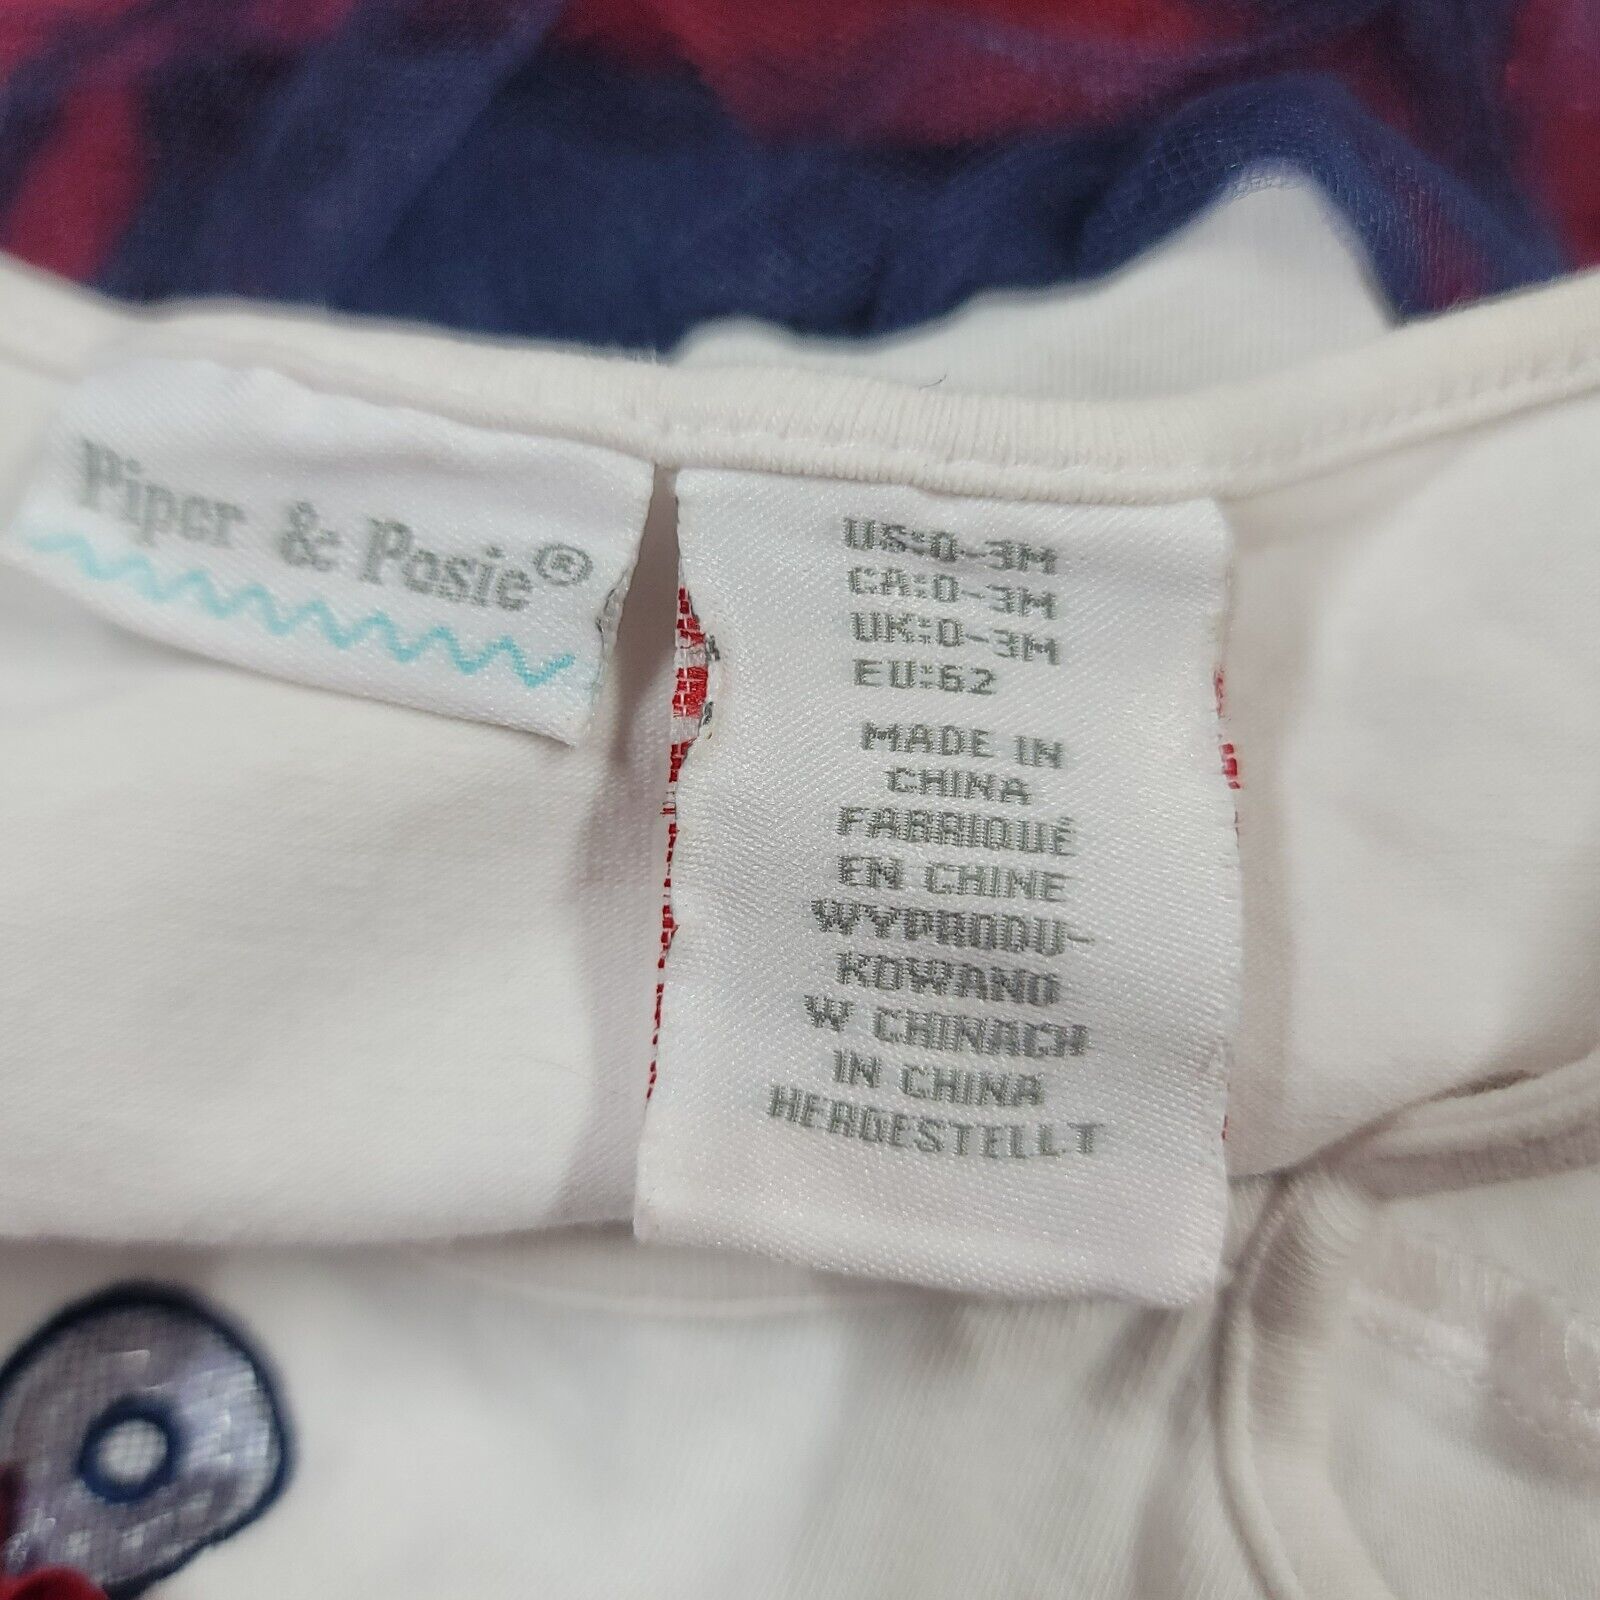 Piper & Posie®
US:0-3M
CA:0-3M
UK:0-3M
EU:62
MADE IN
CHINA
FABRIQUÉ
EN CHINE
WYPRODU-
KOWANO
W CHINACH
IN CHINA
HERGESTELLT